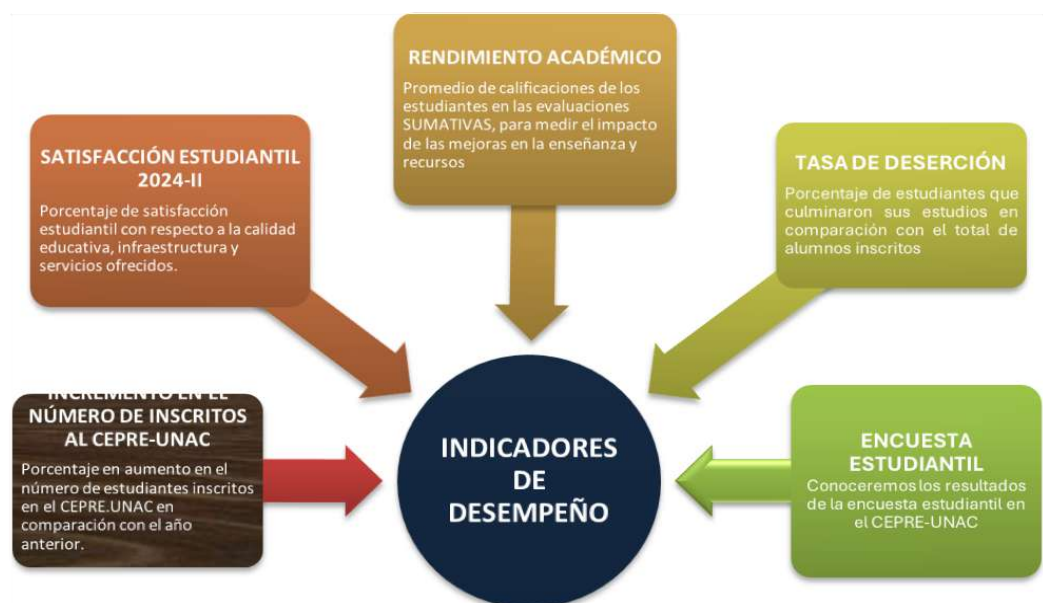 RENDIMIENTO ACADÉMICO
Promedio de calificaciones de los
estudiantes en las evaluaciones
SUMATIVAS, para medir el impacto
de las mejoras en la enseñanza y
recursos
SATISFACCIÓN ESTUDIANTIL
2024-II
Porcentaje de satisfacción
estudiantil con respecto a la calidad
educativa, infraestructura y
servicios ofrecidos.
TASA DE DESERCIÓN
Porcentaje de estudiantes que
culminaron sus estudios en
comparación con el total de
alumnos inscritos
INCREMENTO EN EL
NÚMERO DE INSCRITOS
AL CEPRE-UNAC
Porcentaje en aumento en el
número de estudiantes inscritos
en el CEPRE.UNAC en
comparación con el año
anterior.
INDICADORES
DE
DESEMPEÑO
ENCUESTA
ESTUDIANTIL
Conoceremos los resultados
de la encuesta estudiantil en
el CEPRE-UNAC